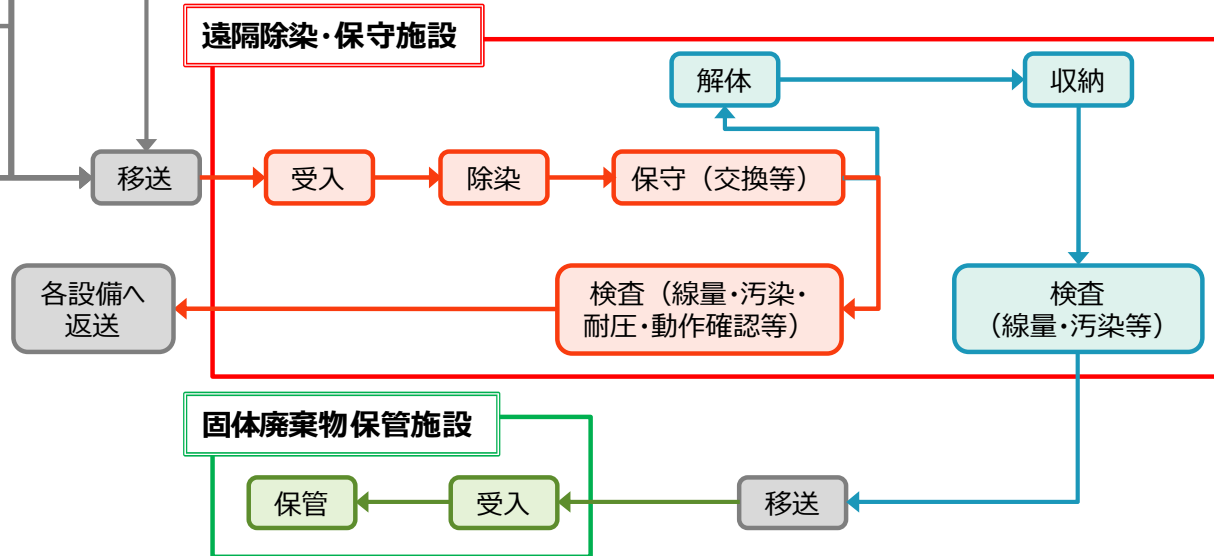 遠隔除染・保守施設
解体
収納
移送
受入
除染
保守（交換等）
各設備へ
返送
検査（線量・汚染・
耐圧・動作確認等）
検査
（線量・汚染等）
固体廃棄物保管施設
保管
受入
移送